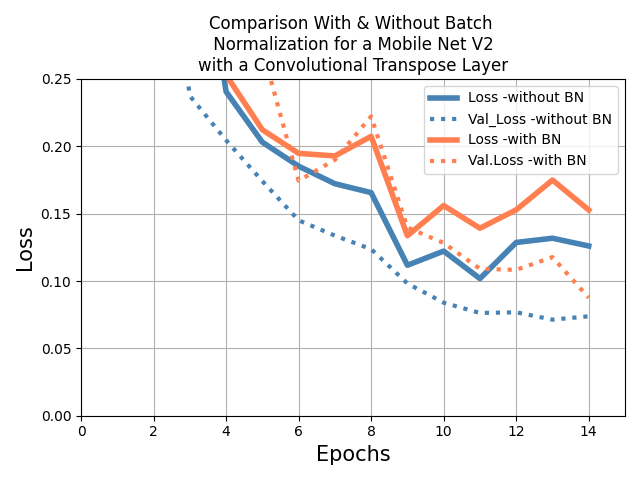 Comparison With & Without Batch
Normalization for a Mobile Net V2
with a Convolutional Transpose Layer
Loss -without BN
Val_Loss -without BN
Loss -with BN
Val.Loss -with BN
0.25
0.20
0.15
0.10
0.05
0.00
Loss
0 2 4 6 8 10 12 14
Epochs